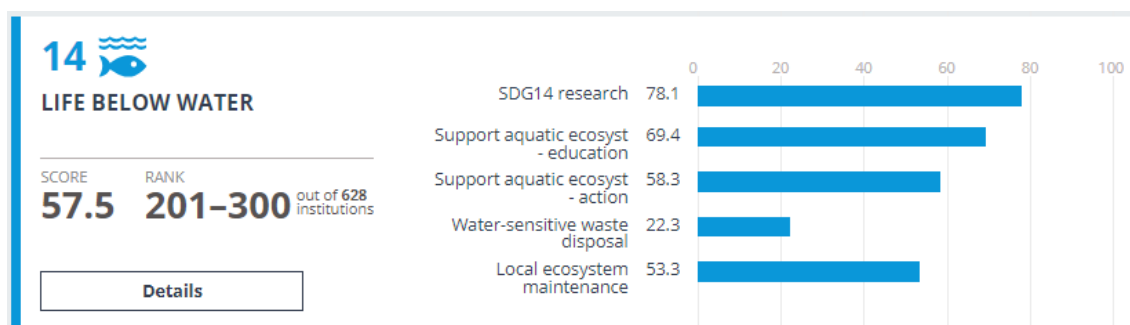 14
LIFE BELOW WATER
SCORE
57.5
RANK
201–300
out of 628
institutions
Details
0 20 40 60 80 100
SDG14 research 78.1
Support aquatic ecosyst 69.4
- education
Support aquatic ecosyst 58.3
- action
Water-sensitive waste 22.3
disposal
Local ecosystem 53.3
maintenance